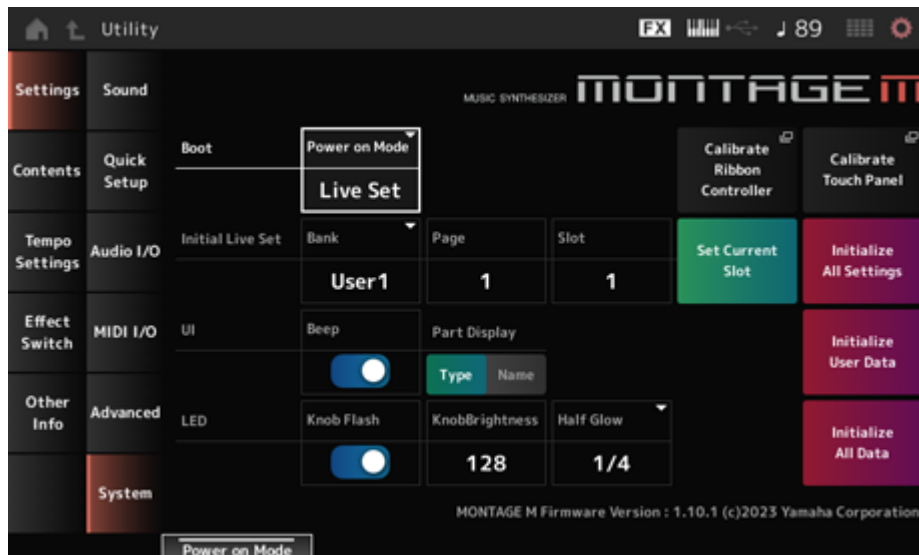 Utility
FX
♩ 89
Settings
Sound
MUSIC SYNTHESIZER MONTAGE M
Contents
Quick
Setup
Boot
Power on Mode
Live Set
Calibrate
Ribbon
Controller
Calibrate
Touch Panel
Tempo
Settings
Audio I/O
Initial Live Set
Bank
User1
Page
1
Slot
1
Set Current
Slot
Initialize
All Settings
Effect
Switch
MIDI I/O
UI
Beep
Part Display
Type Name
Initialize
User Data
Other
Info
Advanced
LED
Knob Flash
KnobBrightness
128
Half Glow
1/4
Initialize
All Data
System
MONTAGE M Firmware Version : 1.10.1 (c)2023 Yamaha Corporation
Power on Mode